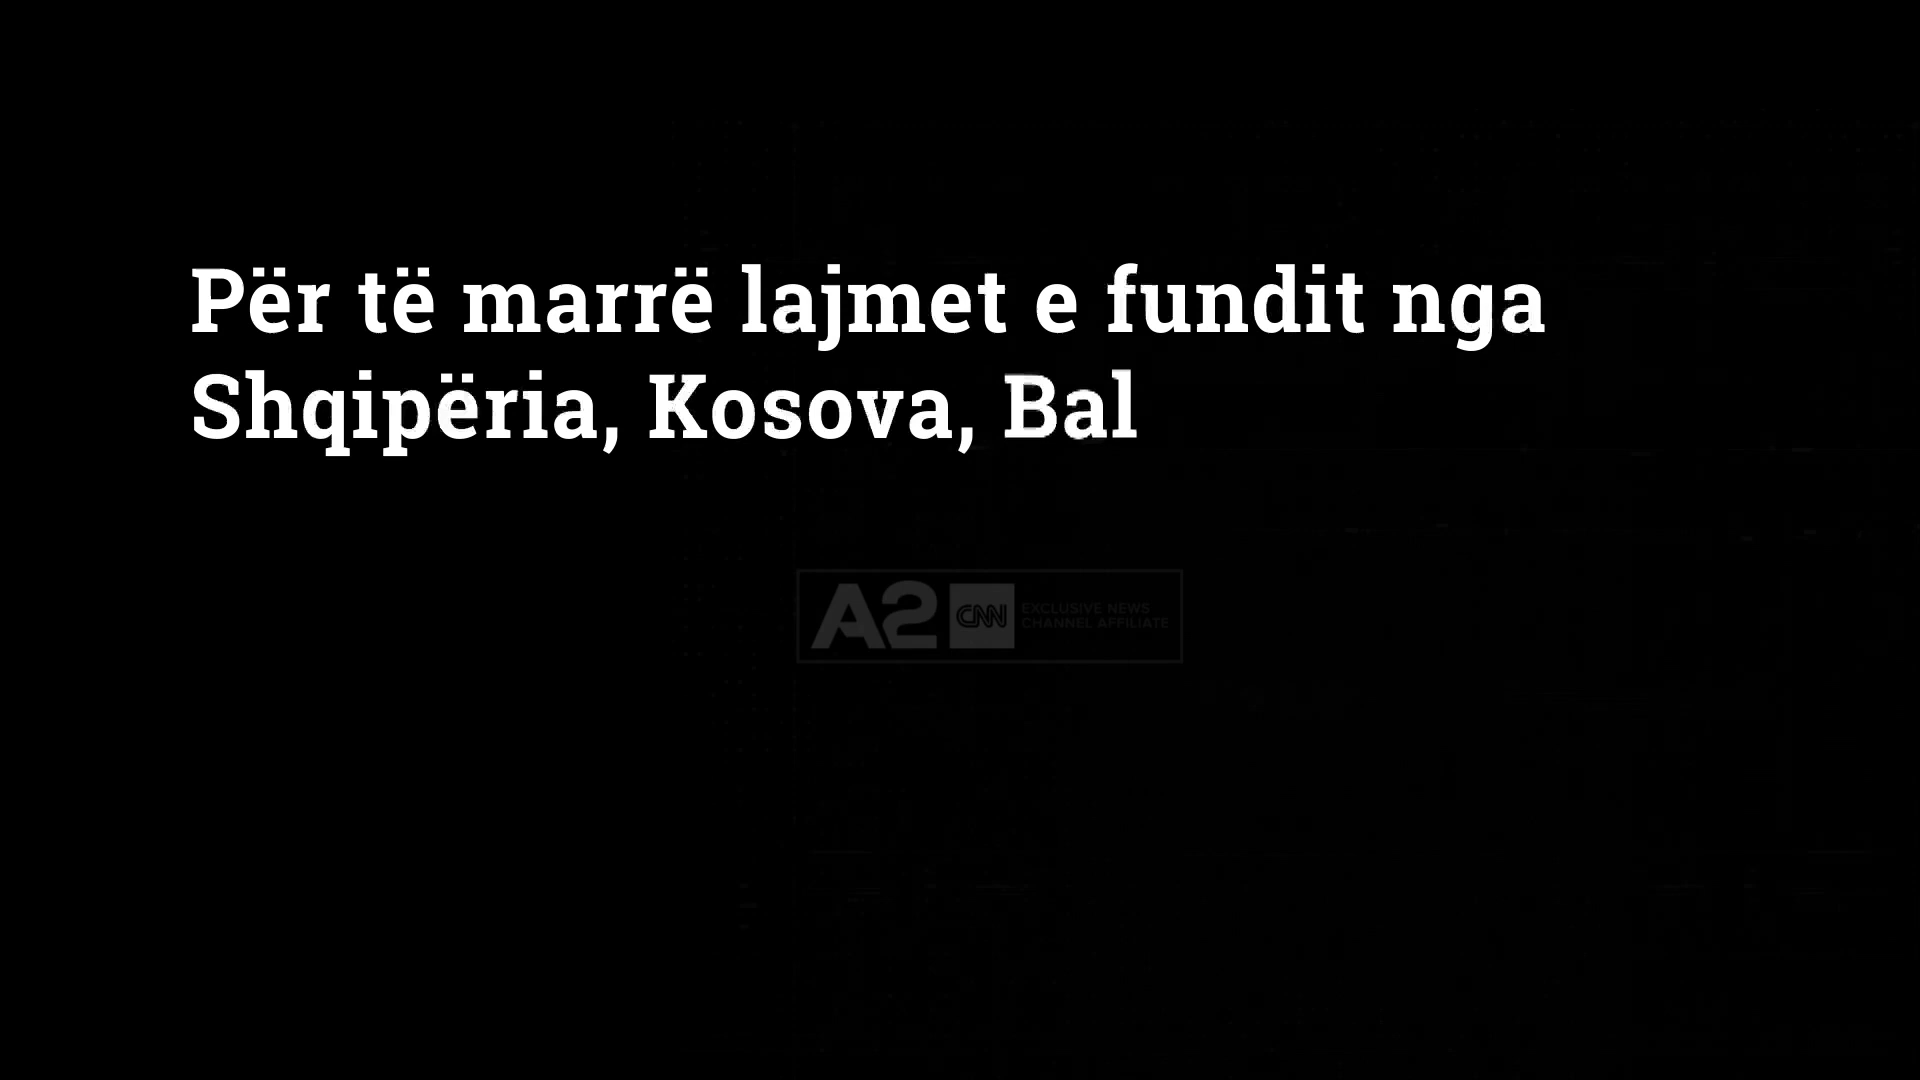 Për të marrë lajmet e fundit nga
Shqipëria, Kosova, Bal
A2 CNN EXCLUSIVE NEWS
CHANNEL AFFILIATE